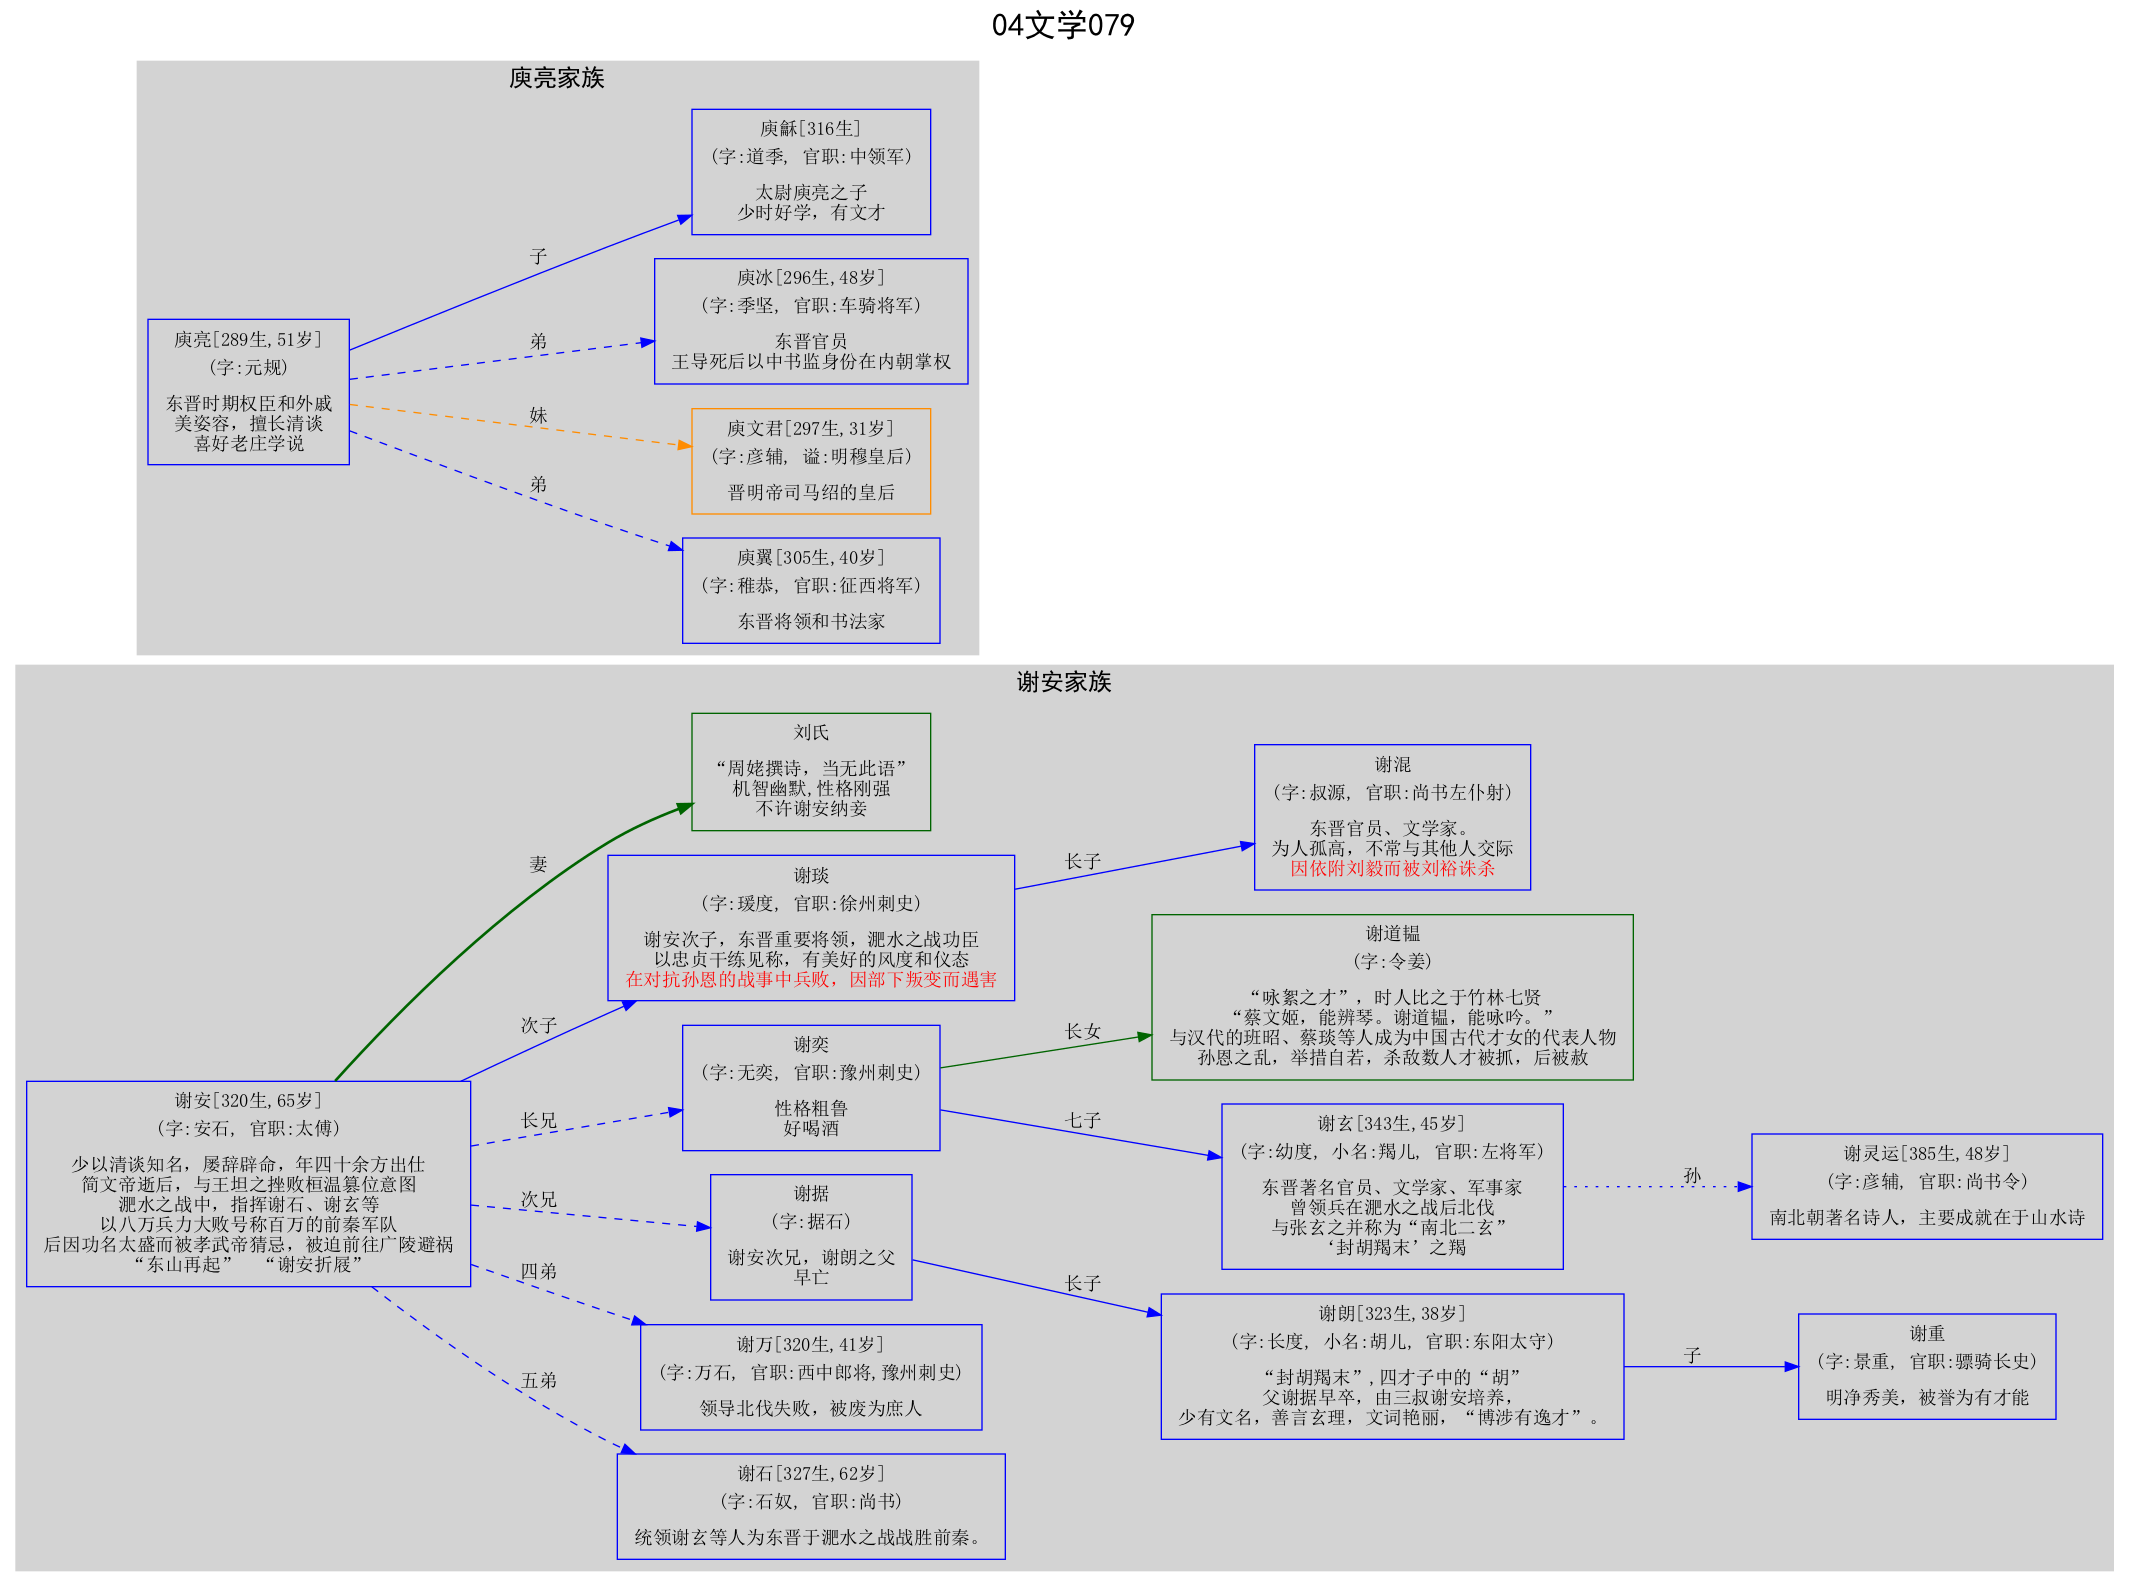 04文学079
庾亮家族
庾龢[316生]
(字:道季, 官职:中领军)
太尉庾亮之子
少时好学，有文才
子
庾冰[296生,48岁]
(字:季坚, 官职:车骑将军)
东晋官员
王导死后以中书监身份在内朝掌权
弟
庾亮[289生,51岁]
(字:元规)
东晋时期权臣和外戚
美姿容，擅长清谈
喜好老庄学说
妹
庾文君[297生,31岁]
(字:彦辅, 谥:明穆皇后)
晋明帝司马绍的皇后
弟
庾翼[305生,40岁]
(字:稚恭, 官职:征西将军)
东晋将领和书法家
谢安家族
刘氏
“周姥撰诗，当无此语”
机智幽默,性格刚强
不许谢安纳妾
妻
谢琰
(字:瑗度, 官职:徐州刺史)
谢安次子，东晋重要将领，淝水之战功臣
以忠贞干练见称，有美好的风度和仪态
在对抗孙恩的战事中兵败，因部下叛变而遇害
次子
长子
谢混
(字:叔源, 官职:尚书左仆射)
东晋官员、文学家。
为人孤高，不常与其他人交际
因依附刘毅而被刘裕诛杀
谢奕
(字:无奕, 官职:豫州刺史)
性格粗鲁
好喝酒
长兄
长女
谢道韫
(字:令姜)
“咏絮之才”，时人比之于竹林七贤
“蔡文姬，能辨琴。谢道韫，能咏吟。”
与汉代的班昭、蔡琰等人成为中国古代才女的代表人物
孙恩之乱，举措自若，杀敌数人才被抓，后被赦
谢安[320生,65岁]
(字:安石, 官职:太傅)
少以清谈知名，屡辞辟命，年四十余方出仕
简文帝逝后，与王坦之挫败桓温篡位意图
淝水之战中，指挥谢石、谢玄等
以八万兵力大败号称百万的前秦军队
后因功名太盛而被孝武帝猜忌，被迫前往广陵避祸
“东山再起”  “谢安折屐”
七子
谢玄[343生,45岁]
(字:幼度, 小名:羯儿, 官职:左将军)
东晋著名官员、文学家、军事家
曾领兵在淝水之战后北伐
与张玄之并称为“南北二玄”
‘封胡羯末’之羯
孙
谢灵运[385生,48岁]
(字:彦辅, 官职:尚书令)
南北朝著名诗人，主要成就在于山水诗
次兄
谢据
(字:据石)
谢安次兄，谢朗之父
早亡
长子
谢朗[323生,38岁]
(字:长度, 小名:胡儿, 官职:东阳太守)
“封胡羯末”,四才子中的“胡”
父谢据早卒，由三叔谢安培养，
少有文名，善言玄理，文词艳丽，“博涉有逸才”。
子
谢重
(字:景重, 官职:骠骑长史)
明净秀美，被誉为有才能
四弟
谢万[320生,41岁]
(字:万石, 官职:西中郎将,豫州刺史)
领导北伐失败，被废为庶人
五弟
谢石[327生,62岁]
(字:石奴, 官职:尚书)
统领谢玄等人为东晋于淝水之战战胜前秦。